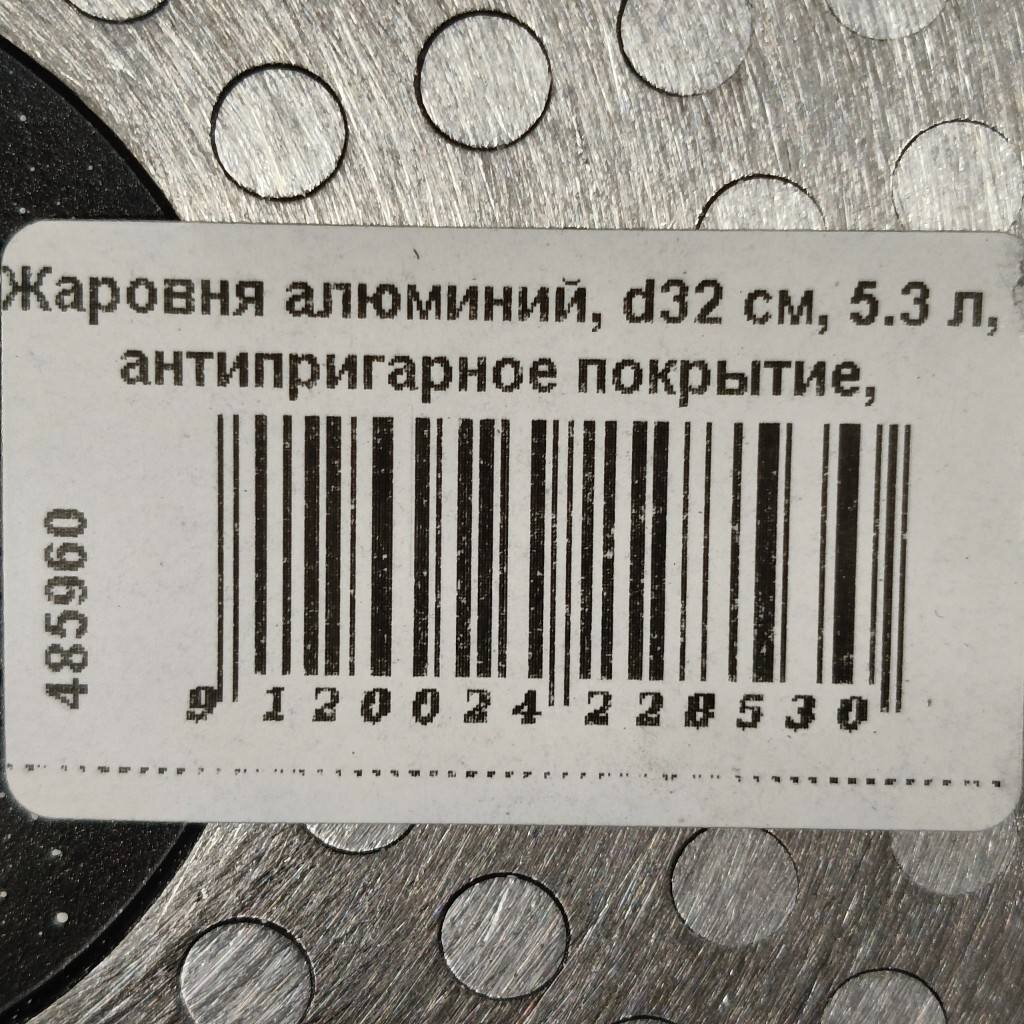 Жаровня алюминий, d32 см, 5.3 л,
антипригарное покрытие,
485960
9 120024 228530